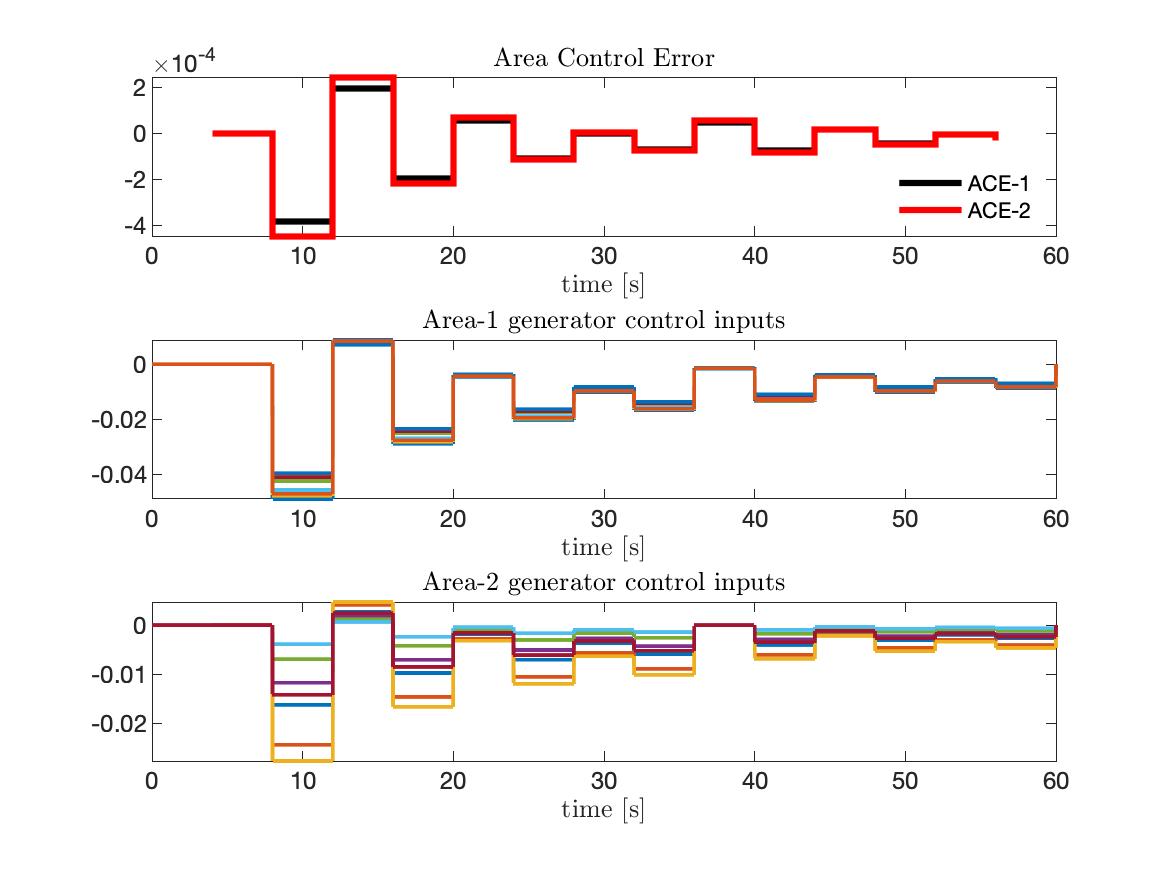 Area Control Error
×10-4
2
0
-2
-4
ACE-1
ACE-2
0 10 20 30 40 50 60
time [s]
Area-1 generator control inputs
0
-0.02
-0.04
0 10 20 30 40 50 60
time [s]
Area-2 generator control inputs
0
-0.01
-0.02
0 10 20 30 40 50 60
time [s]